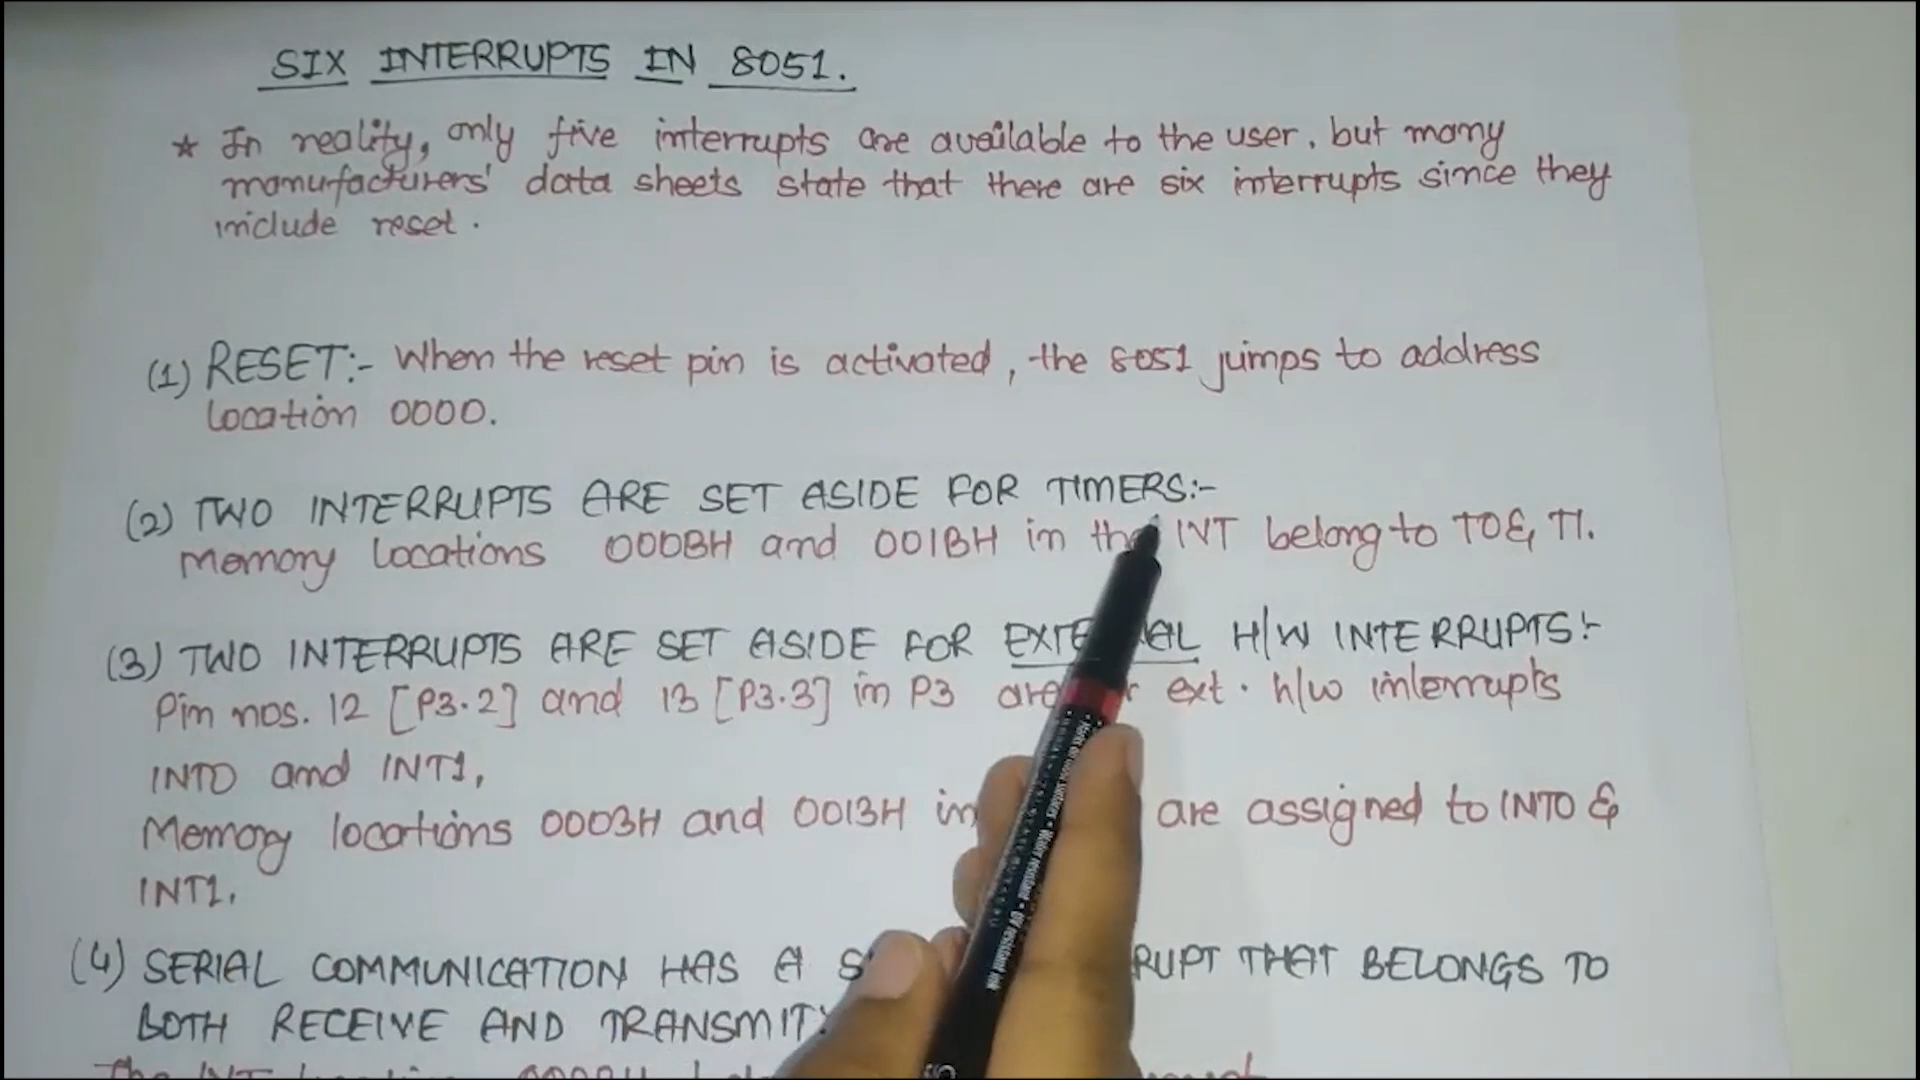 SIX INTERRUPTS IN 8051.
★ In reality, only five interrupts are available to the user, but many
manufacturers' data sheets state that there are six interrupts since they
include reset.
(1) RESET:- When the reset pin is activated, the 8051 jumps to address
location 0000.
(2) TWO INTERRUPTS ARE SET ASIDE FOR TIMERS:-
Memory locations 000BH and 001BH in the IVT belong to T0 & T1.
(3) TWO INTERRUPTS ARE SET ASIDE FOR EXTERNAL H/W INTERRUPTS:-
Pin nos. 12 [P3.2] and 13 [P3.3] in P3 are ext. h/w interrupts
INT0 and INT1,
Memory locations 0003H and 0013H in are assigned to INT0 &
INT1.
(4) SERIAL COMMUNICATION HAS A THAT BELONGS TO
BOTH RECEIVE AND TRANSMIT:
The IVT